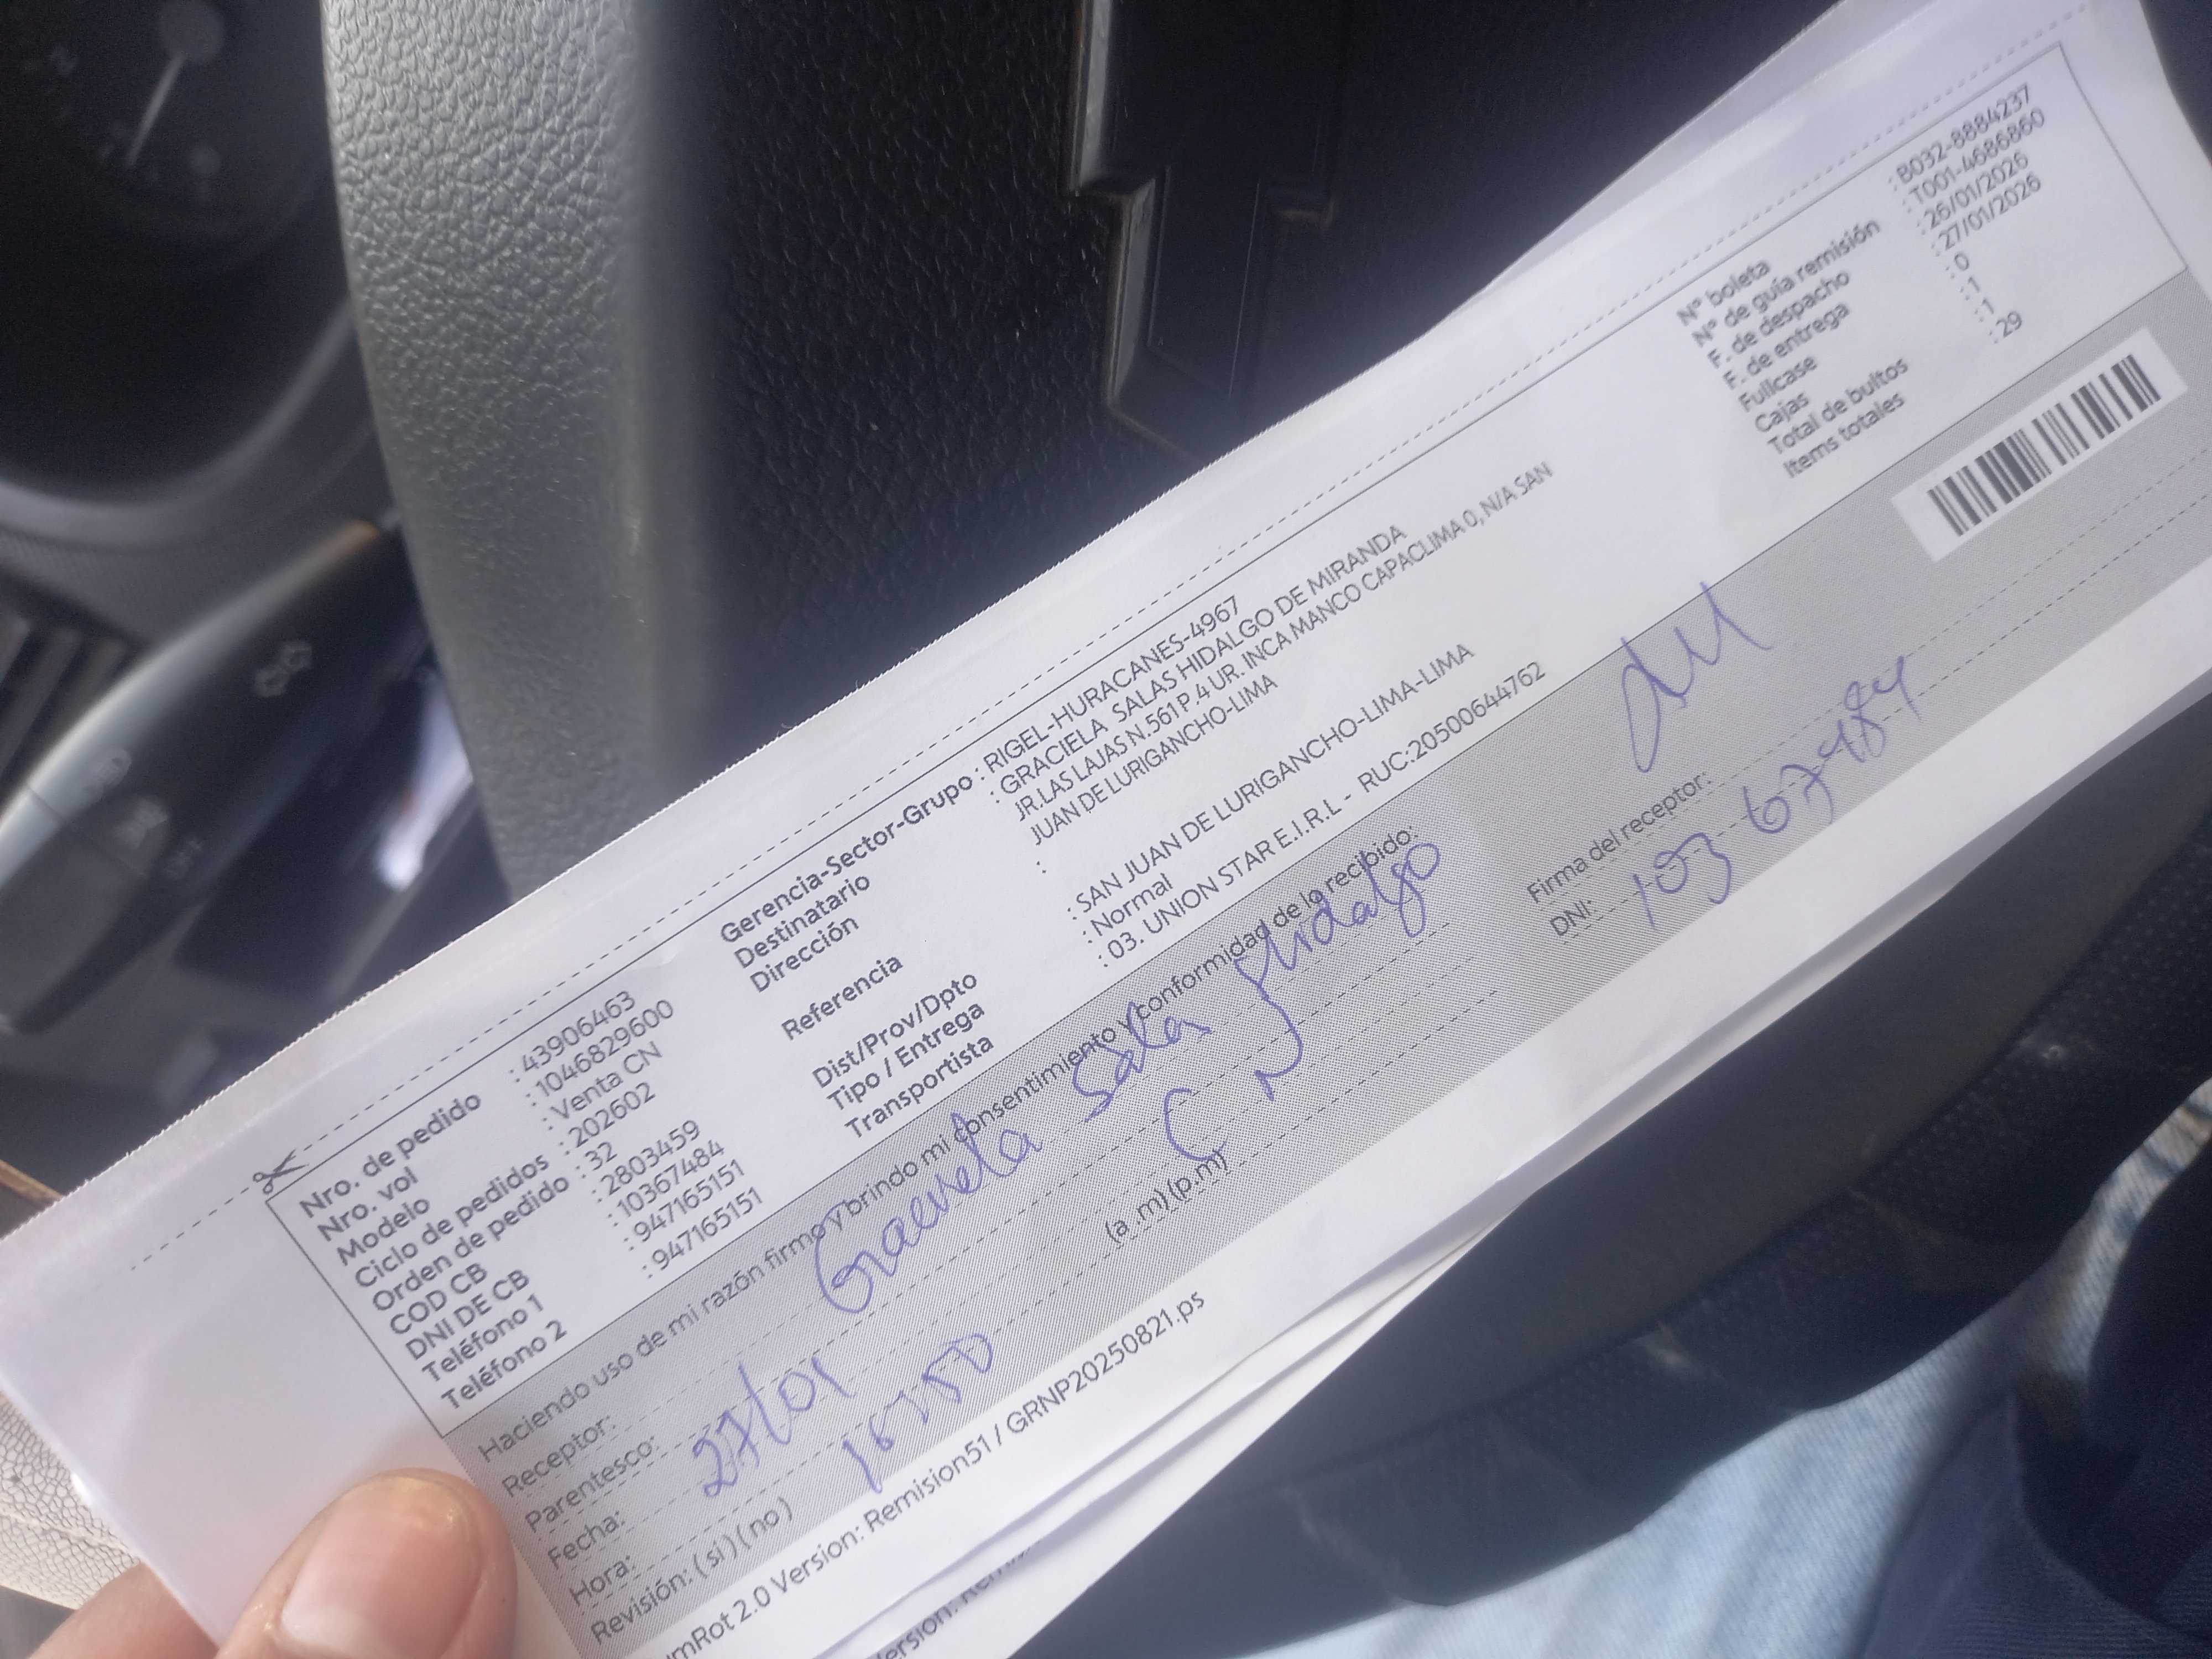 Nro. de pedido : 43906463
Nro. vol : 1046829600
Modelo : Venta CN
Ciclo de pedidos : 202602
Orden de pedido : 32
COD CB : 2803459
DNI DE CB : 10367484
Teléfono 1 : 947165151
Teléfono 2 : 947165151
Gerencia-Sector-Grupo : RIGEL-HURACANES-4967
Destinatario : GRACIELA SALAS HIDALGO DE MIRANDA
Dirección JR.LAS LAJAS N.561 P.4 UR. INCA MANCO CAPACLIMA 0, N/A SAN
JUAN DE LURIGANCHO-LIMA
Referencia :
Dist/Prov/Dpto : SAN JUAN DE LURIGANCHO-LIMA-LIMA
Tipo / Entrega : Normal
Transportista : 03. UNION STAR E.I.R.L - RUC:20500644762
N° boleta : B032-8884237
N° de guía remisión : T001-4686860
F. de despacho : 26/01/2026
F. de entrega : 27/01/2026
Fullcase : 0
Cajas : 1
Total de bultos : 1
Items totales : 29
Haciendo uso de mi razón firmo y brindo mi consentimiento y conformidad de lo recibido:
Receptor: Hidalgo
Parentesco: C N
Fecha: 27/01
Hora: (a .m) (p.m)
Revisión: ( si ) ( no )
Firma del receptor:
DNI: 103 67484
mRot 2.0 Version: Remision51 / GRNP20250821.ps